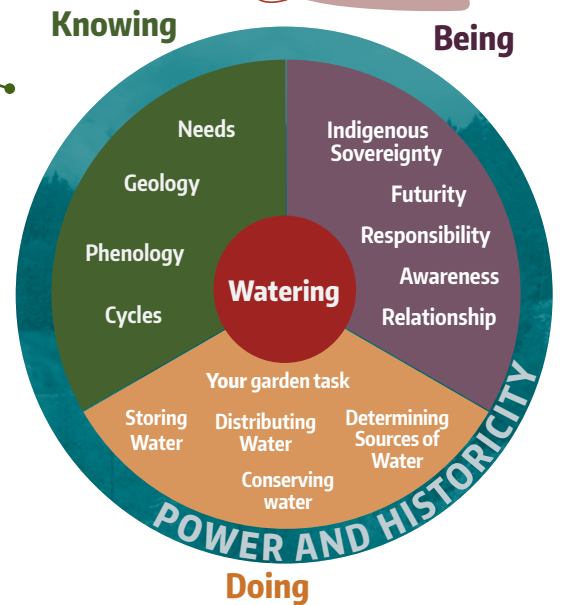 Knowing
Being
Needs
Geology
Phenology
Cycles
Indigenous
Sovereignty
Futurity
Responsibility
Awareness
Relationship
Watering
Your garden task
Storing
Water
Distributing
Water
Determining
Sources of
Water
Conserving
water
POWER AND HISTORICITY
Doing